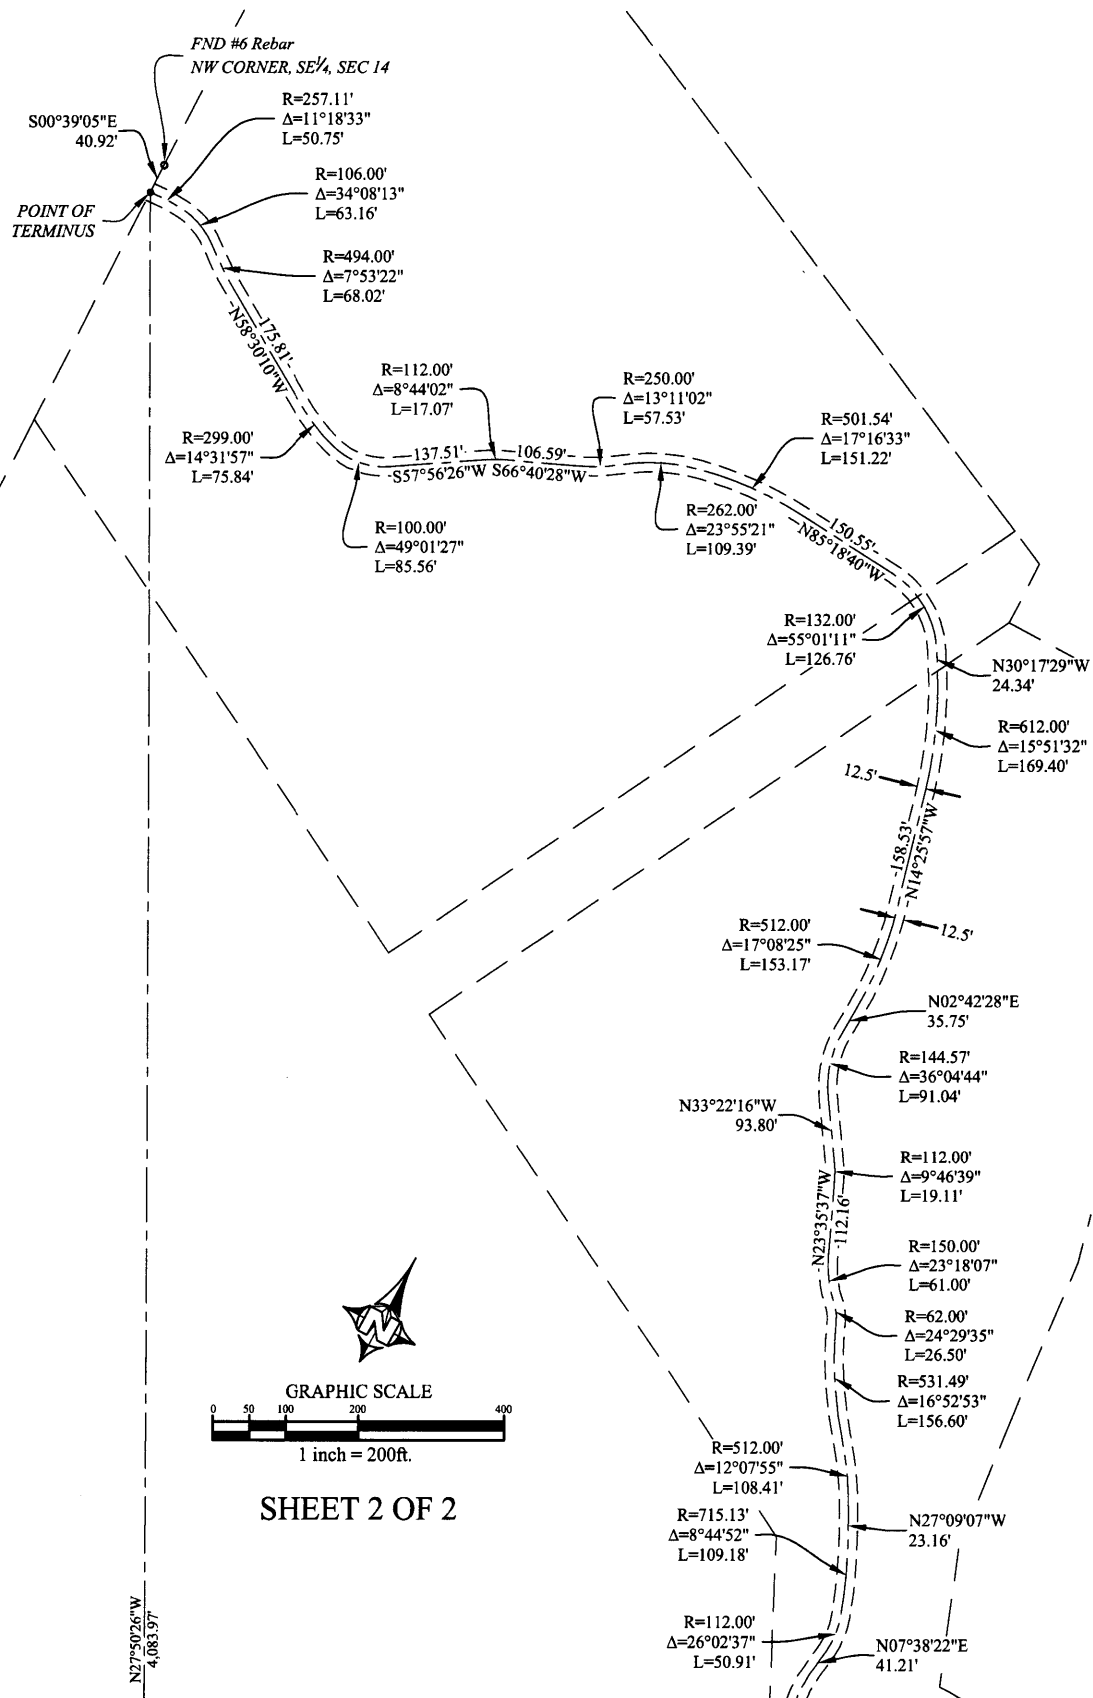 FND #6 Rebar
NW CORNER, SE¼, SEC 14
S00°39'05"E
40.92'
R=257.11'
Δ=11°18'33"
L=50.75'
POINT OF
TERMINUS
R=106.00'
Δ=34°08'13"
L=63.16'
R=494.00'
Δ=7°53'22"
L=68.02'
175.81'
N58°30'10"W
R=112.00'
Δ=8°44'02"
L=17.07'
R=250.00'
Δ=13°11'02"
L=57.53'
R=501.54'
Δ=17°16'33"
L=151.22'
R=299.00'
Δ=14°31'57"
L=75.84'
137.51'
106.59'
S57°56'26"W
S66°40'28"W
R=100.00'
Δ=49°01'27"
L=85.56'
R=262.00'
Δ=23°55'21"
L=109.39'
150.55'
N85°18'40"W
R=132.00'
Δ=55°01'11"
L=126.76'
N30°17'29"W
24.34'
R=612.00'
Δ=15°51'32"
L=169.40'
12.5'
158.53'
N14°25'57"W
12.5'
R=512.00'
Δ=17°08'25"
L=153.17'
N02°42'28"E
35.75'
R=144.57'
Δ=36°04'44"
L=91.04'
N33°22'16"W
93.80'
R=112.00'
Δ=9°46'39"
L=19.11'
N23°35'37"W
112.16'
R=150.00'
Δ=23°18'07"
L=61.00'
R=62.00'
Δ=24°29'35"
L=26.50'
R=531.49'
Δ=16°52'53"
L=156.60'
N
GRAPHIC SCALE
0 50 100 200 400
1 inch = 200ft.
SHEET 2 OF 2
R=512.00'
Δ=12°07'55"
L=108.41'
R=715.13'
Δ=8°44'52"
L=109.18'
N27°09'07"W
23.16'
R=112.00'
Δ=26°02'37"
L=50.91'
N07°38'22"E
41.21'
N27°50'26"W
4,083.97'